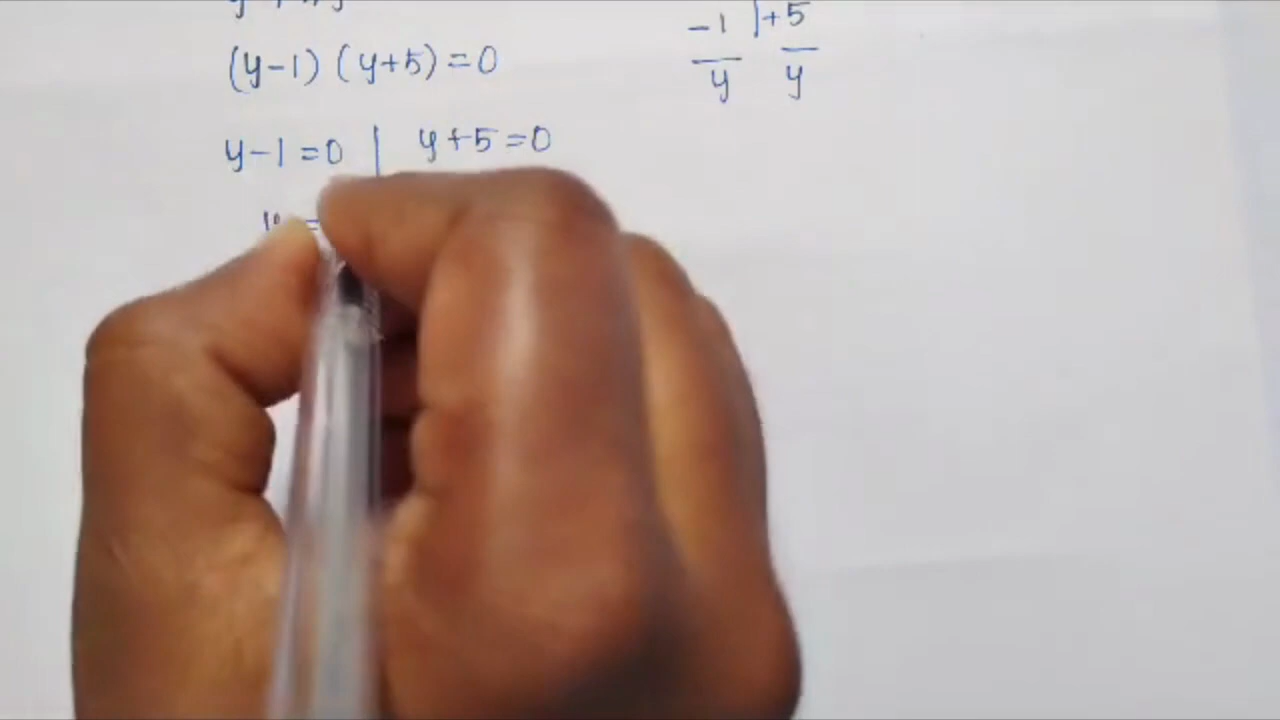 -1 | +5
(y-1) (y+5) = 0
y y
y-1 = 0 | y+5 = 0
=